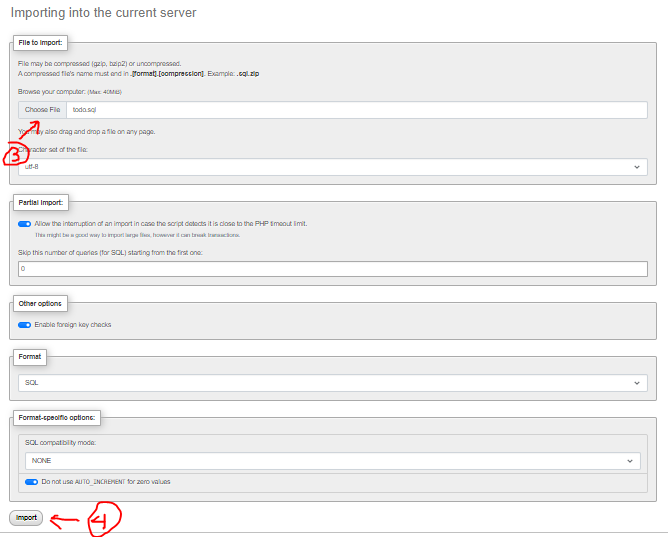 Importing into the current server
File to import:
File may be compressed (gzip, bzip2) or uncompressed.
A compressed file's name must end in .[format].[compression]. Example: .sql.zip
Browse your computer: (Max: 40MiB)
Choose File todo.sql
You may also drag and drop a file on any page.
3
Character set of the file:
utf-8
Partial import:
Allow the interruption of an import in case the script detects it is close to the PHP timeout limit.
This might be a good way to import large files, however it can break transactions.
Skip this number of queries (for SQL) starting from the first one:
0
Other options
Enable foreign key checks
Format
SQL
Format-specific options:
SQL compatibility mode:
NONE
Do not use AUTO_INCREMENT for zero values
Import 4